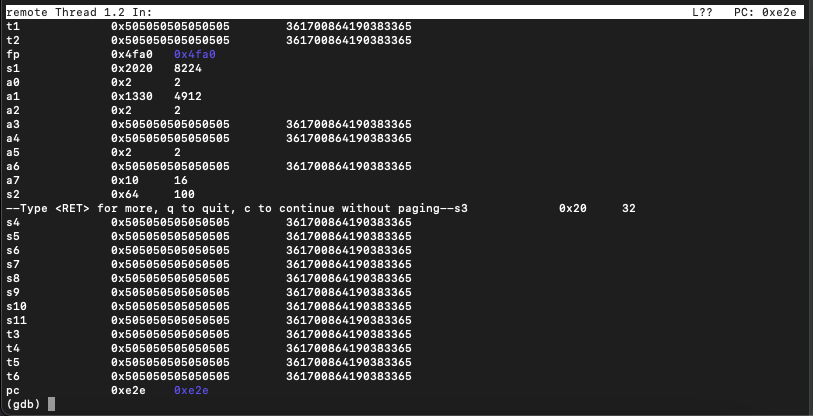 remote Thread 1.2 In: L?? PC: 0xe2e
t1 0x505050505050505 361700864190383365
t2 0x505050505050505 361700864190383365
fp 0x4fa0 0x4fa0
s1 0x2020 8224
a0 0x2 2
a1 0x1330 4912
a2 0x2 2
a3 0x505050505050505 361700864190383365
a4 0x505050505050505 361700864190383365
a5 0x2 2
a6 0x505050505050505 361700864190383365
a7 0x10 16
s2 0x64 100
--Type <RET> for more, q to quit, c to continue without paging--s3 0x20 32
s4 0x505050505050505 361700864190383365
s5 0x505050505050505 361700864190383365
s6 0x505050505050505 361700864190383365
s7 0x505050505050505 361700864190383365
s8 0x505050505050505 361700864190383365
s9 0x505050505050505 361700864190383365
s10 0x505050505050505 361700864190383365
s11 0x505050505050505 361700864190383365
t3 0x505050505050505 361700864190383365
t4 0x505050505050505 361700864190383365
t5 0x505050505050505 361700864190383365
t6 0x505050505050505 361700864190383365
pc 0xe2e 0xe2e
(gdb)